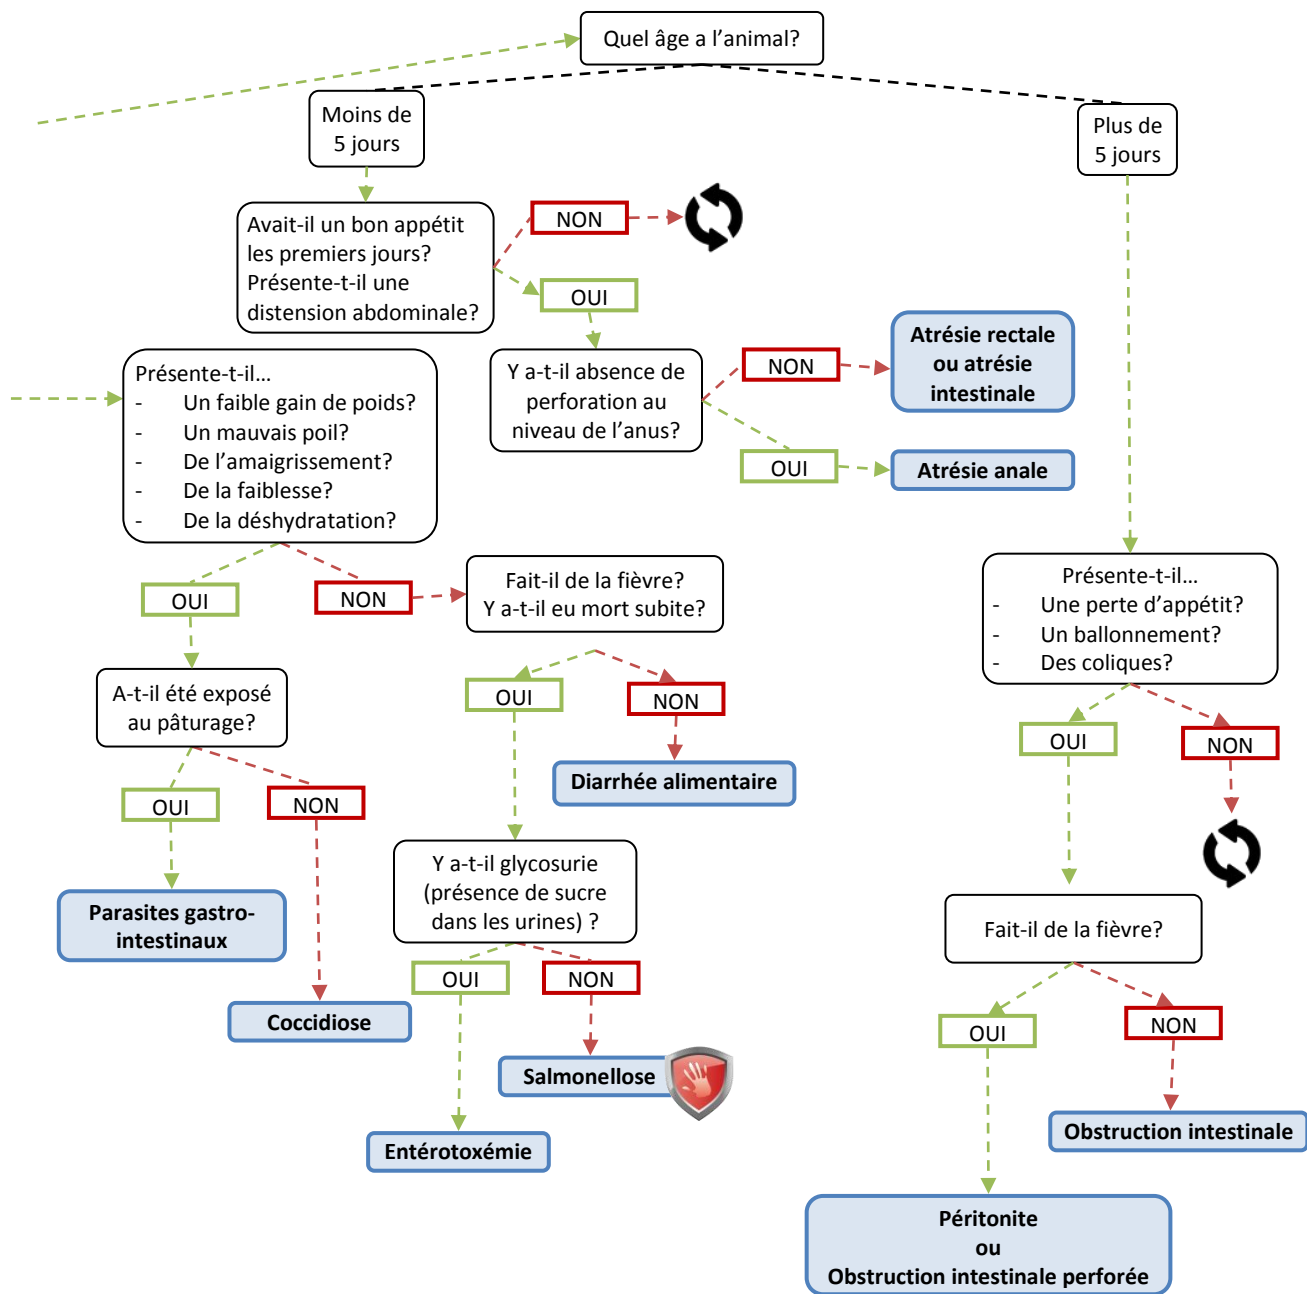 Quel âge a l’animal?
Moins de
5 jours
Plus de
5 jours
Avait-il un bon appétit
les premiers jours?
Présente-t-il une
distension abdominale?
NON
OUI
Y a-t-il absence de
perforation au
niveau de l’anus?
NON
Atrésie rectale
ou atrésie
intestinale
OUI
Atrésie anale
Présente-t-il…
- Un faible gain de poids?
- Un mauvais poil?
- De l’amaigrissement?
- De la faiblesse?
- De la déshydratation?
OUI
NON
Fait-il de la fièvre?
Y a-t-il eu mort subite?
A-t-il été exposé
au pâturage?
OUI
NON
Parasites gastro-
intestinaux
Coccidiose
OUI
NON
Diarrhée alimentaire
Y a-t-il glycosurie
(présence de sucre
dans les urines) ?
OUI
NON
Salmonellose
Entérotoxémie
Présente-t-il…
- Une perte d’appétit?
- Un ballonnement?
- Des coliques?
OUI
NON
Fait-il de la fièvre?
OUI
NON
Obstruction intestinale
Péritonite
ou
Obstruction intestinale perforée